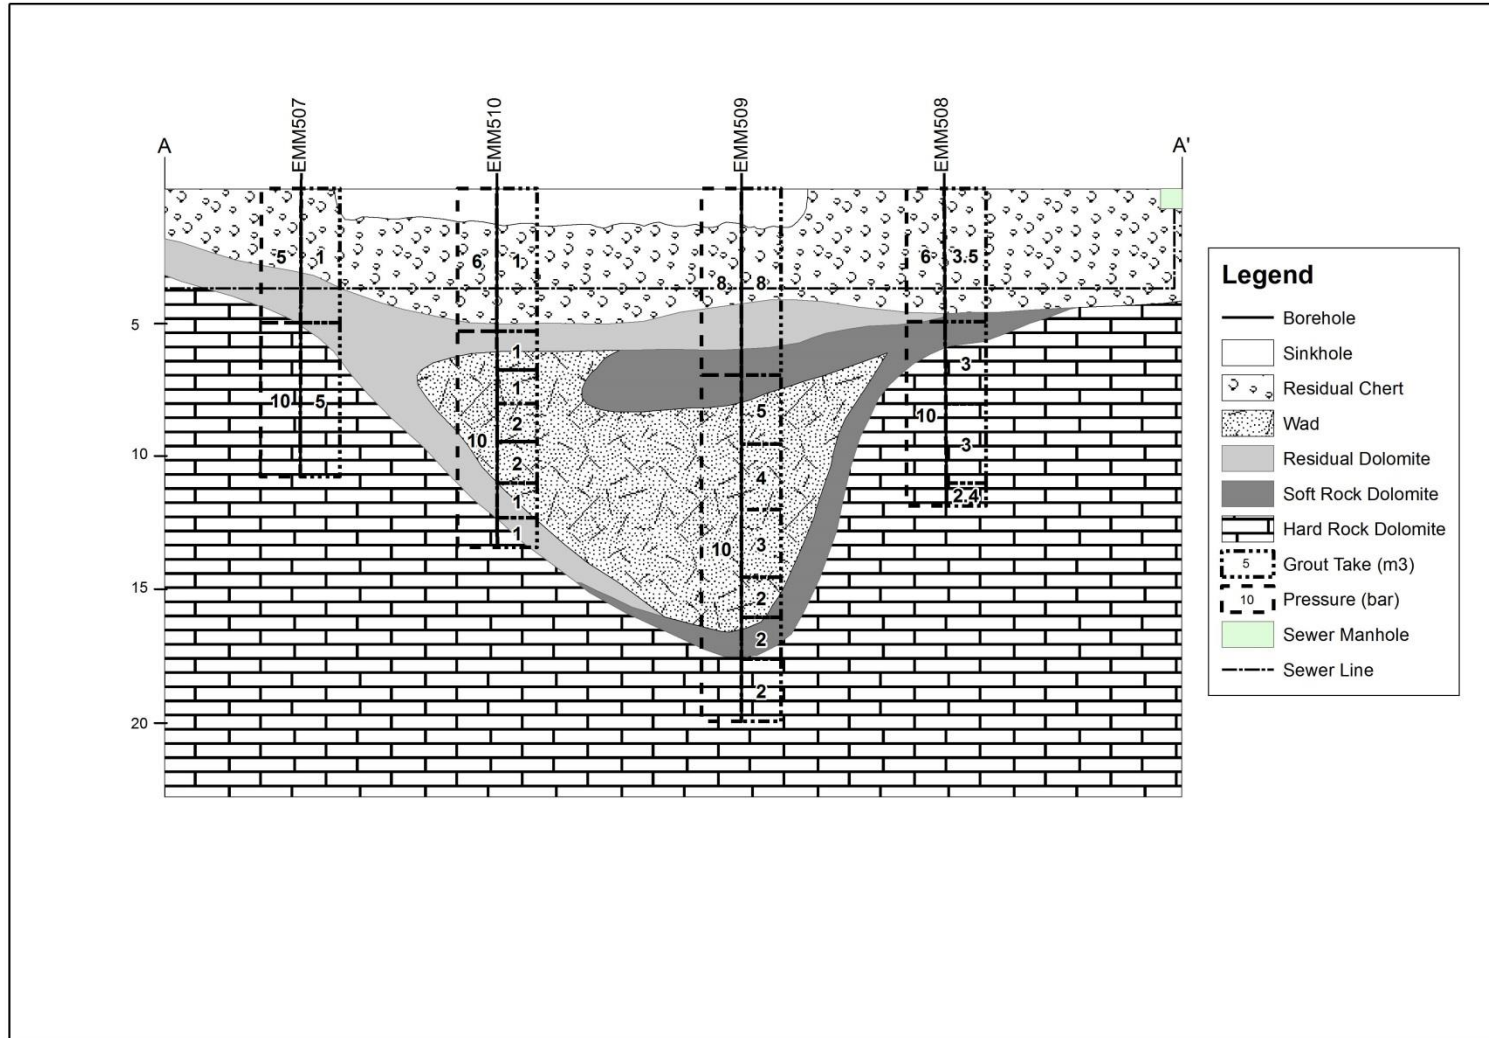 EMM507
EMM510
EMM509
EMM508
A
A'
5
10
15
20
5
1
10
5
6
1
10
1
1
2
2
1
1
8
8
10
5
4
3
2
2
2
6
3.5
10
3
3
2.4
Legend
Borehole
Sinkhole
Residual Chert
Wad
Residual Dolomite
Soft Rock Dolomite
Hard Rock Dolomite
5
Grout Take (m3)
10
Pressure (bar)
Sewer Manhole
Sewer Line